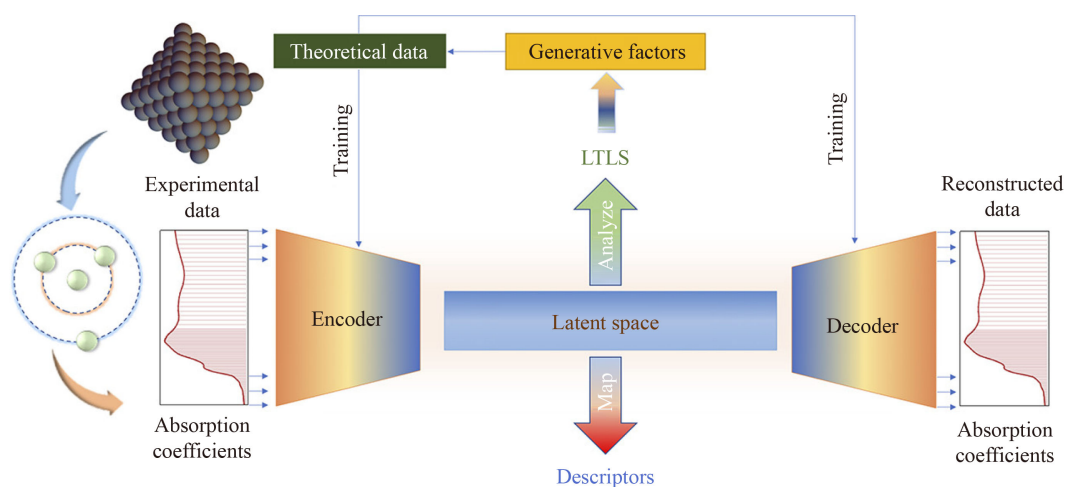 Theoretical data
Generative factors
Training
Training
LTLS
Experimental
data
Reconstructed
data
Analyze
Encoder
Latent space
Decoder
Map
Absorption
coefficients
Absorption
coefficients
Descriptors